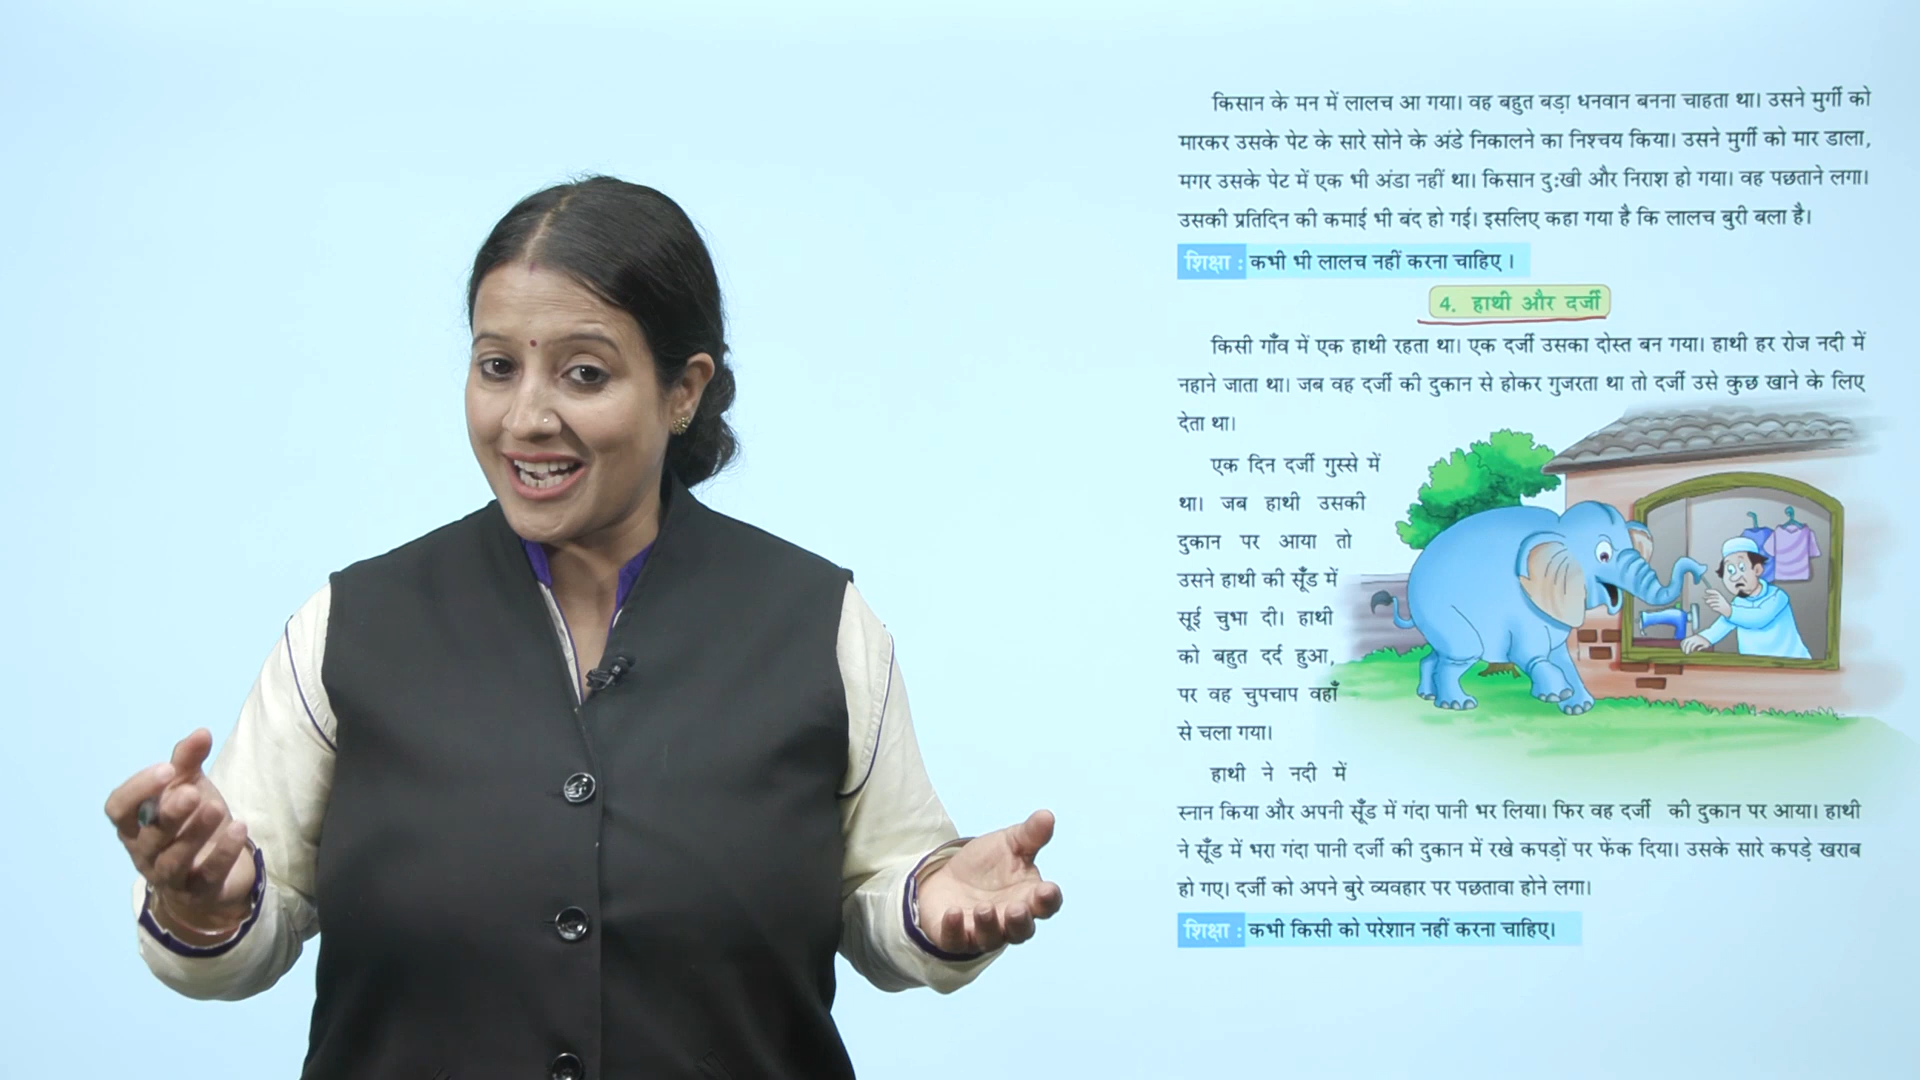 किसान के मन में लालच आ गया। वह बहुत बड़ा धनवान बनना चाहता था। उसने मुर्गी को
मारकर उसके पेट के सारे सोने के अंडे निकालने का निश्चय किया। उसने मुर्गी को मार डाला,
मगर उसके पेट में एक भी अंडा नहीं था। किसान दुःखी और निराश हो गया। वह पछताने लगा।
उसकी प्रतिदिन की कमाई भी बंद हो गई। इसलिए कहा गया है कि लालच बुरी बला है।
शिक्षा : कभी भी लालच नहीं करना चाहिए ।
4. हाथी और दर्जी
किसी गाँव में एक हाथी रहता था। एक दर्जी उसका दोस्त बन गया। हाथी हर रोज नदी में
नहाने जाता था। जब वह दर्जी की दुकान से होकर गुजरता था तो दर्जी उसे कुछ खाने के लिए
देता था।
एक दिन दर्जी गुस्से में
था। जब हाथी उसकी
दुकान पर आया तो
उसने हाथी की सूँड में
सूई चुभा दी। हाथी
को बहुत दर्द हुआ,
पर वह चुपचाप वहाँ
से चला गया।
हाथी ने नदी में
स्नान किया और अपनी सूँड में गंदा पानी भर लिया। फिर वह दर्जी की दुकान पर आया। हाथी
ने सूँड में भरा गंदा पानी दर्जी की दुकान में रखे कपड़ों पर फेंक दिया। उसके सारे कपड़े खराब
हो गए। दर्जी को अपने बुरे व्यवहार पर पछतावा होने लगा।
शिक्षा : कभी किसी को परेशान नहीं करना चाहिए।